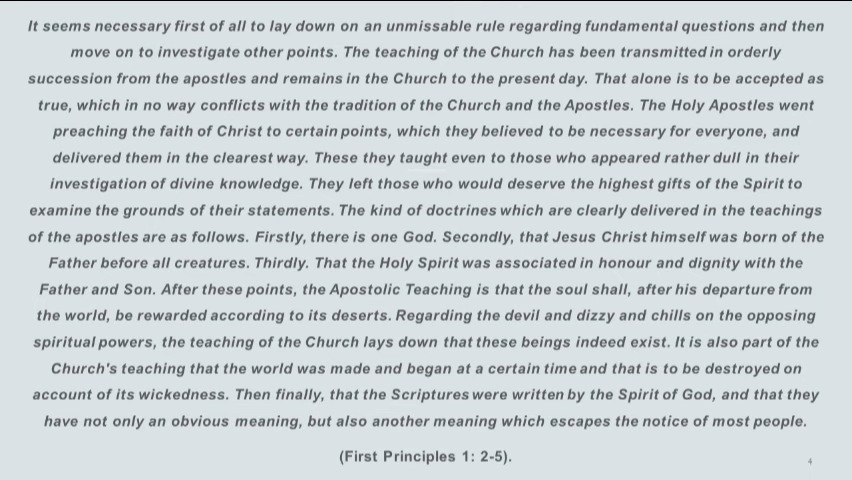 It seems necessary first of all to lay down on an unmissable rule regarding fundamental questions and then
move on to investigate other points. The teaching of the Church has been transmitted in orderly
succession from the apostles and remains in the Church to the present day. That alone is to be accepted as
true, which in no way conflicts with the tradition of the Church and the Apostles. The Holy Apostles went
preaching the faith of Christ to certain points, which they believed to be necessary for everyone, and
delivered them in the clearest way. These they taught even to those who appeared rather dull in their
investigation of divine knowledge. They left those who would deserve the highest gifts of the Spirit to
examine the grounds of their statements. The kind of doctrines which are clearly delivered in the teachings
of the apostles are as follows. Firstly, there is one God. Secondly, that Jesus Christ himself was born of the
Father before all creatures. Thirdly. That the Holy Spirit was associated in honour and dignity with the
Father and Son. After these points, the Apostolic Teaching is that the soul shall, after his departure from
the world, be rewarded according to its deserts. Regarding the devil and dizzy and chills on the opposing
spiritual powers, the teaching of the Church lays down that these beings indeed exist. It is also part of the
Church's teaching that the world was made and began at a certain time and that is to be destroyed on
account of its wickedness. Then finally, that the Scriptures were written by the Spirit of God, and that they
have not only an obvious meaning, but also another meaning which escapes the notice of most people.
(First Principles 1: 2-5).
4